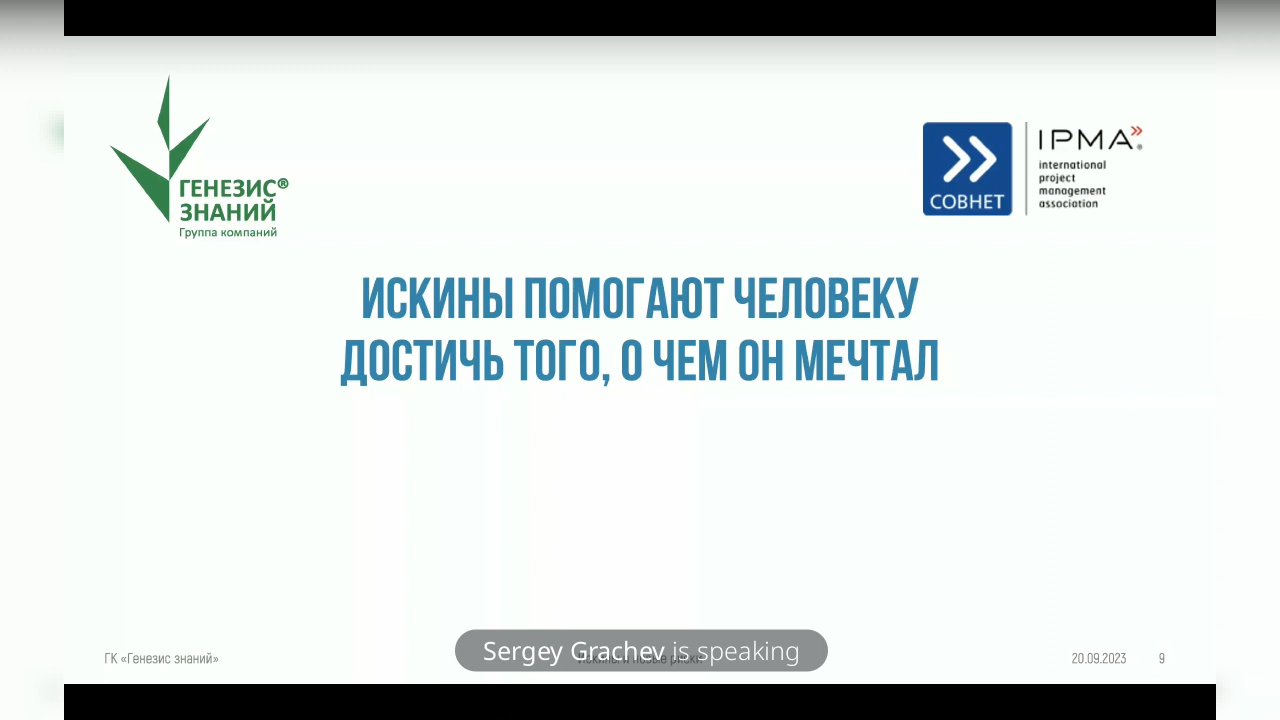 ГЕНЕЗИС®
ЗНАНИЙ
Группа компаний
СОВНЕТ
IPMA®
international
project
management
association
ИСКИНЫ ПОМОГАЮТ ЧЕЛОВЕКУ
ДОСТИЧЬ ТОГО, О ЧЕМ ОН МЕЧТАЛ
Sergey Grachev is speaking
ГК «Генезис знаний»
20.09.2023
9